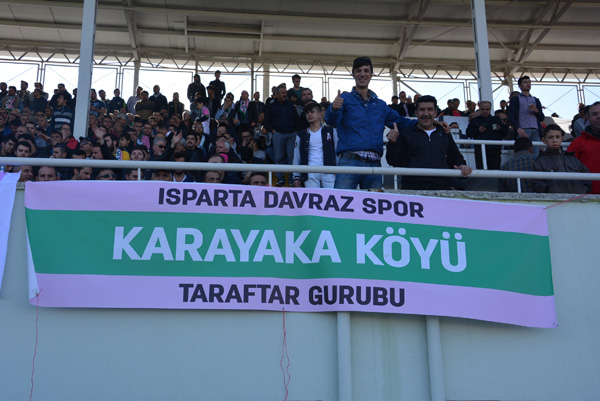 ISPARTA DAVRAZ SPOR
KARAYAKA KÖYÜ
TARAFTAR GURUBU